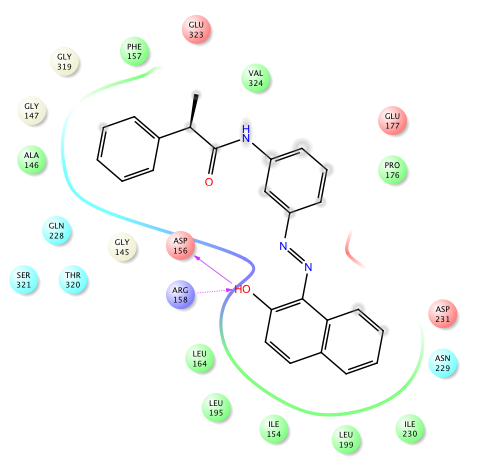 GLU
323
PHE
157
GLY
319
VAL
324
GLY
147
GLU
177
H
N
ALA
146
PRO
176
O
GLN
228
GLY
145
ASP
156
N
N
SER
321
THR
320
ARG
158
HO
ASP
231
LEU
164
ASN
229
LEU
195
ILE
154
LEU
199
ILE
230